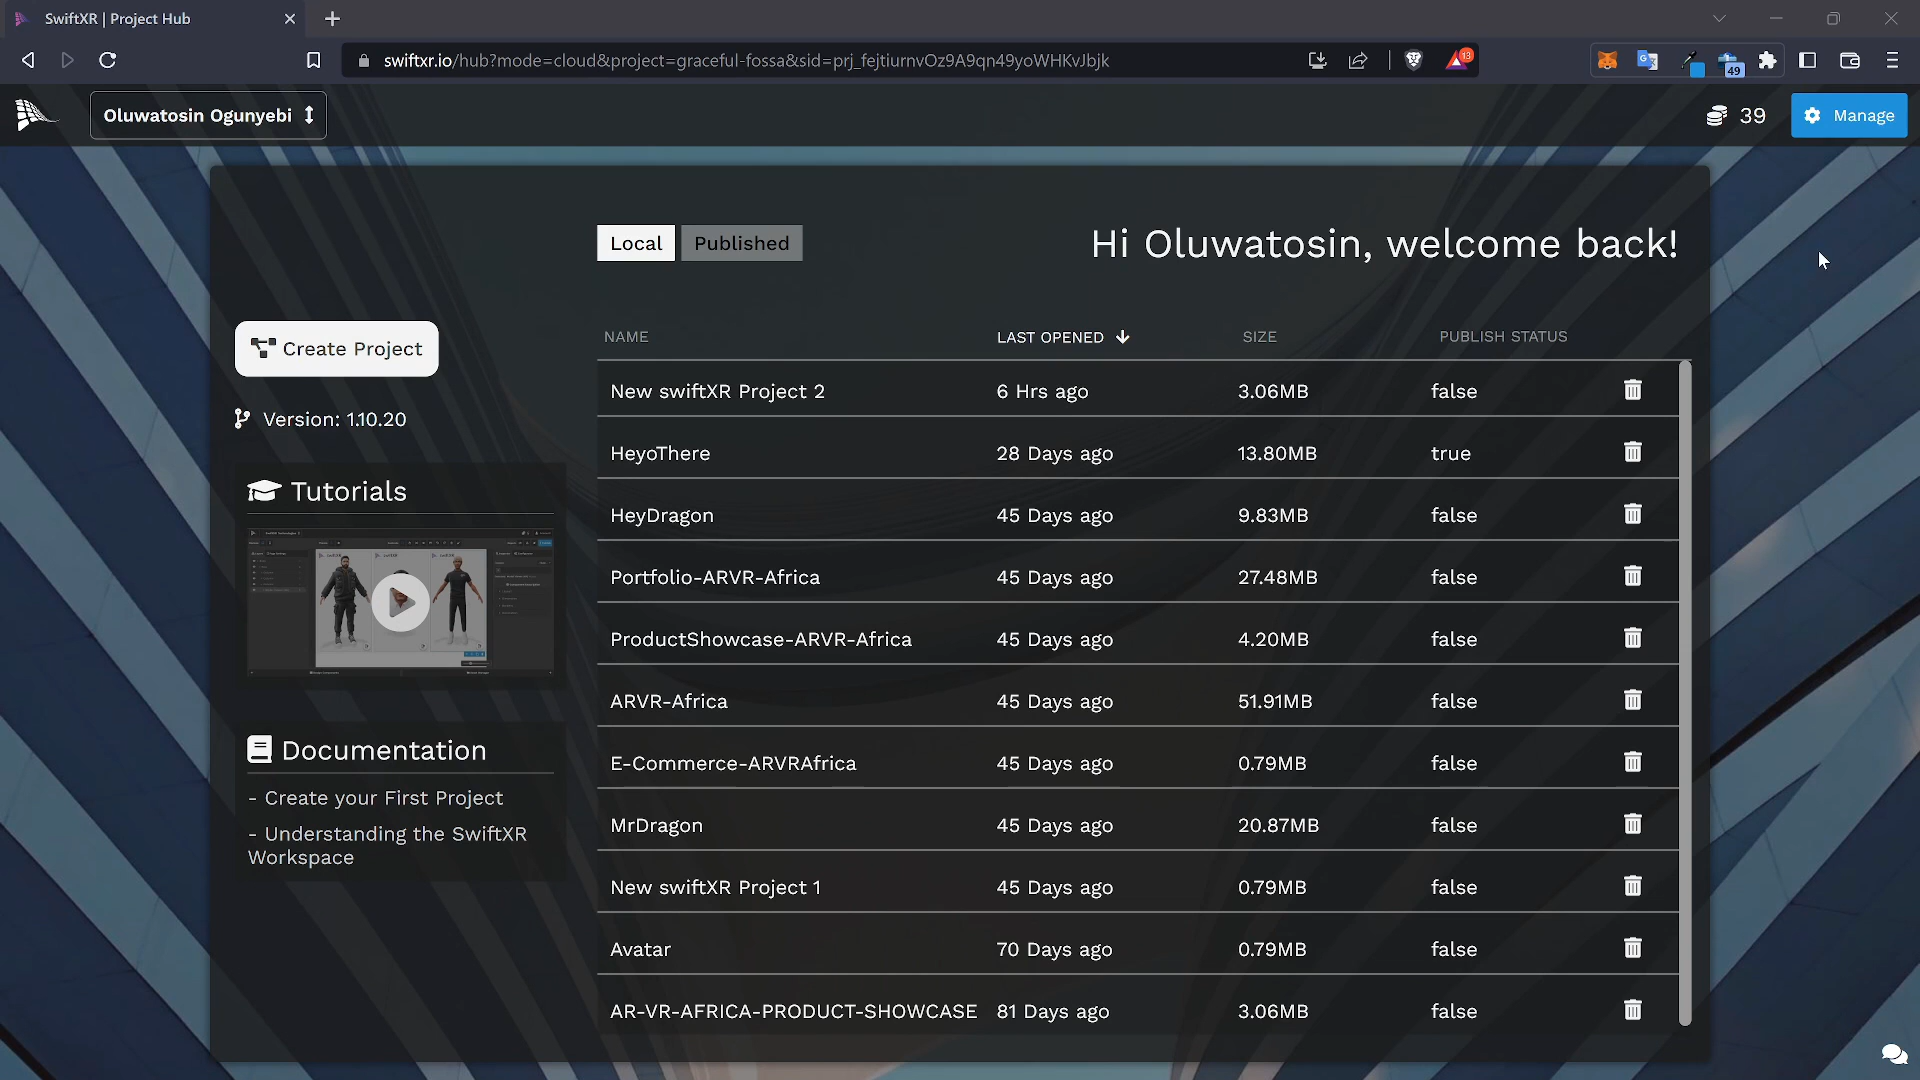 SwiftXR | Project Hub
swiftxr.io/hub?mode=cloud&project=graceful-fossa&sid=prj_fejtiurnvOz9A9qn49yoWHKvJbjk
13
49
Oluwatosin Ogunyebi
39
Manage
Local
Published
Hi Oluwatosin, welcome back!
Create Project
Version: 1.10.20
Tutorials
Documentation
- Create your First Project
- Understanding the SwiftXR
Workspace
NAME LAST OPENED SIZE PUBLISH STATUS
New swiftXR Project 2 6 Hrs ago 3.06MB false
HeyoThere 28 Days ago 13.80MB true
HeyDragon 45 Days ago 9.83MB false
Portfolio-ARVR-Africa 45 Days ago 27.48MB false
ProductShowcase-ARVR-Africa 45 Days ago 4.20MB false
ARVR-Africa 45 Days ago 51.91MB false
E-Commerce-ARVRAfrica 45 Days ago 0.79MB false
MrDragon 45 Days ago 20.87MB false
New swiftXR Project 1 45 Days ago 0.79MB false
Avatar 70 Days ago 0.79MB false
AR-VR-AFRICA-PRODUCT-SHOWCASE 81 Days ago 3.06MB false